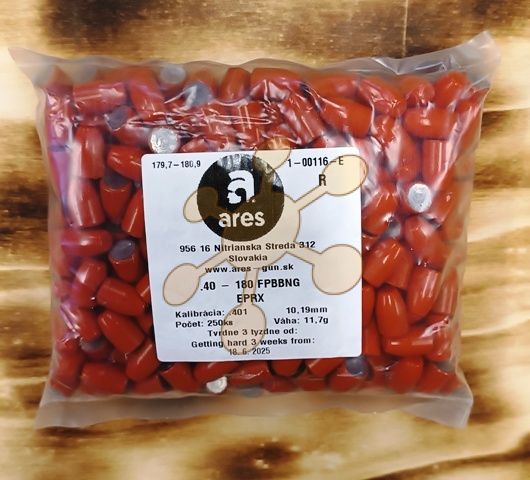 179,7-180,9
1-00116-E
R
a
ares
956 16 Nitrianska Streda 312
Slovakia
www.ares - gun.sk
.40 - 180 FPBBNG
EPRX
Kalibrácia: .401 10,19mm
Počet: 250ks Váha: 11,7g
Tvrdne 3 tyzdne od:
Getting hard 3 weeks from:
18. 6. 2025